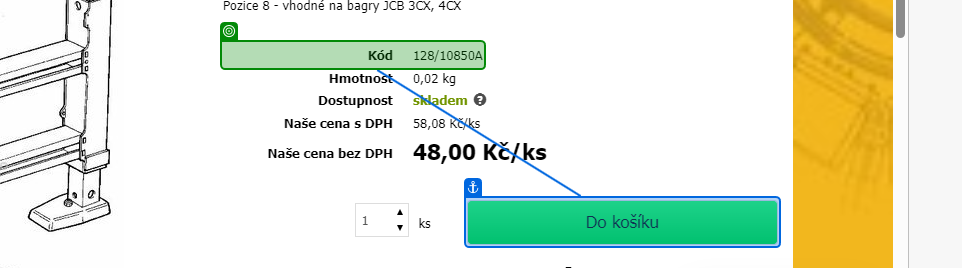 Pozice 8 - vhodné na bagry JCB 3CX, 4CX
Kód 128/10850A
Hmotnost 0,02 kg
Dostupnost skladem ?
Naše cena s DPH 58,08 Kč/ks
Naše cena bez DPH 48,00 Kč/ks
1 ks Do košíku